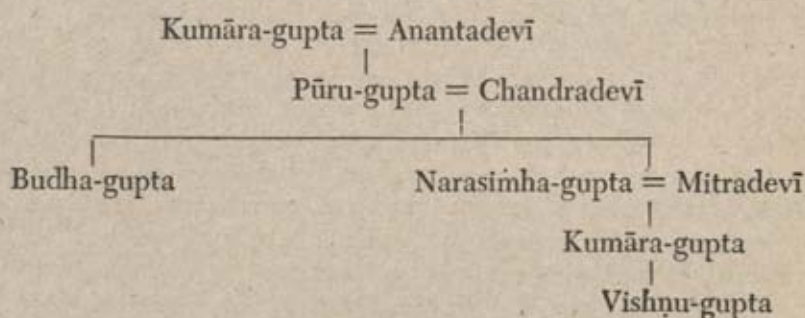 Kumāra-gupta = Anantadevī
Pūru-gupta = Chandradevī
Budha-gupta Narasiṁha-gupta = Mitradevī
Kumāra-gupta
Vishṇu-gupta